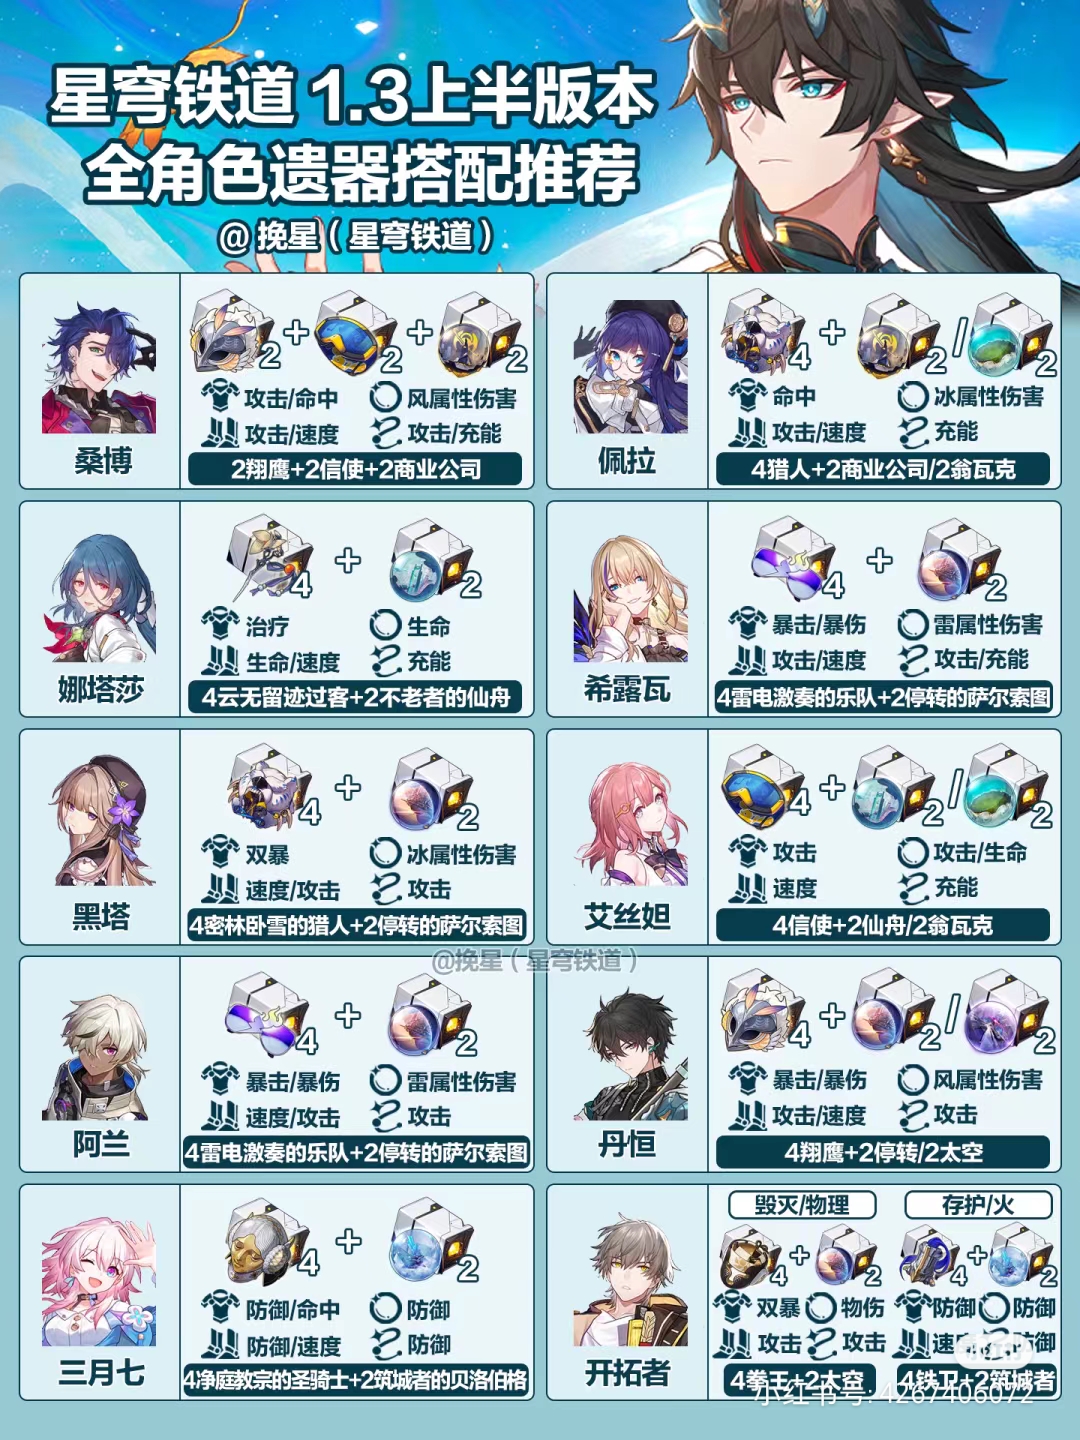 星穹铁道 1.3上半版本
全角色遗器搭配推荐
@ 挽星（星穹铁道）
2 + 2 + 2
攻击/命中 风属性伤害
攻击/速度 攻击/充能
桑博
2翔鹰+2信使+2商业公司
4 + 2 / 2
命中 冰属性伤害
攻击/速度 充能
佩拉
4猎人+2商业公司/2翁瓦克
4 + 2
治疗 生命
生命/速度 充能
娜塔莎
4云无留迹过客+2不老者的仙舟
4 + 2
暴击/暴伤 雷属性伤害
攻击/速度 攻击/充能
希露瓦
4雷电激奏的乐队+2停转的萨尔索图
4 + 2
双暴 冰属性伤害
速度/攻击 攻击
黑塔
4密林卧雪的猎人+2停转的萨尔索图
4 + 2 / 2
攻击 攻击/生命
速度 充能
艾丝妲
4信使+2仙舟/2翁瓦克
@挽星（星穹铁道）
4 + 2
暴击/暴伤 雷属性伤害
速度/攻击 攻击
阿兰
4雷电激奏的乐队+2停转的萨尔索图
4 + 2 / 2
暴击/暴伤 风属性伤害
攻击/速度 攻击
丹恒
4翔鹰+2停转/2太空
4 + 2
防御/命中 防御
防御/速度 防御
三月七
4净庭教宗的圣骑士+2筑城者的贝洛伯格
毁灭/物理 存护/火
4 + 2 4 + 2
双暴 物伤 防御 防御
攻击 攻击 速 御
开拓者
4拳王+2太空 4铁卫+2筑城者
小红书号: 4267406072